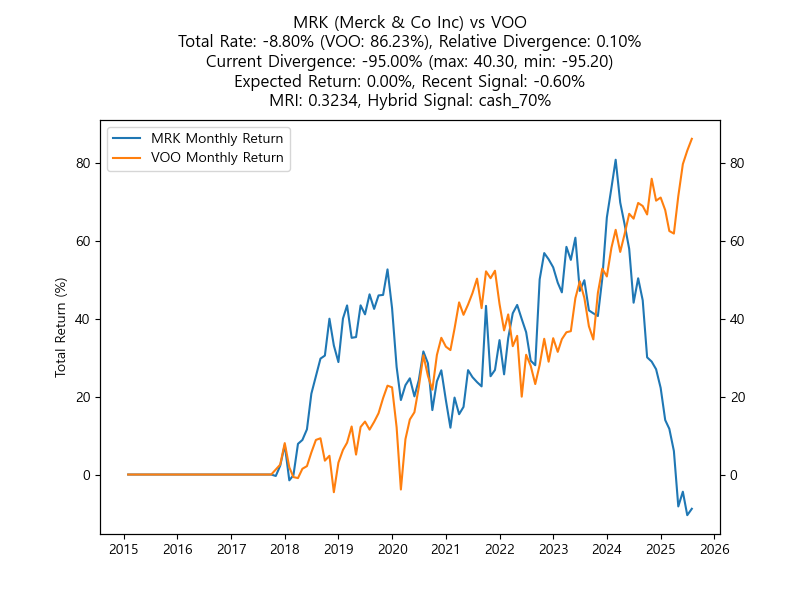 MRK (Merck & Co Inc) vs VOO
Total Rate: -8.80% (VOO: 86.23%), Relative Divergence: 0.10%
Current Divergence: -95.00% (max: 40.30, min: -95.20)
Expected Return: 0.00%, Recent Signal: -0.60%
MRI: 0.3234, Hybrid Signal: cash_70%
MRK Monthly Return
VOO Monthly Return
Total Return (%)
80 80
60 60
40 40
20 20
0 0
2015 2016 2017 2018 2019 2020 2021 2022 2023 2024 2025 2026